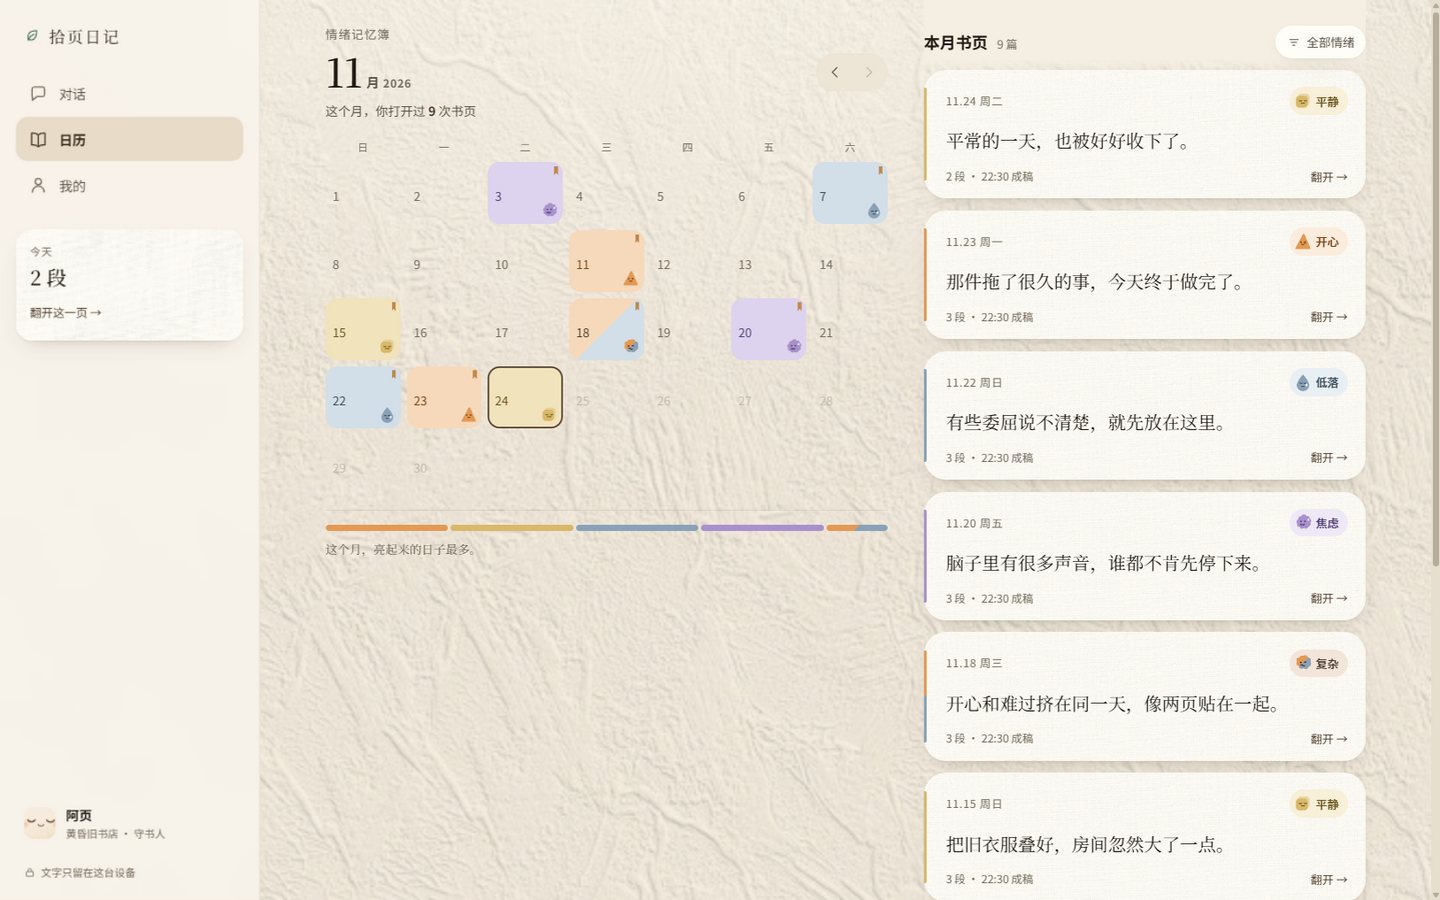 拾页日记
对话
日历
我的
今天
2 段
翻开这一页 →
阿页
黄昏旧书店 · 守书人
文字只留在这台设备
情绪记忆簿
11 月 2026
这个月，你打开过 9 次书页
日 一 二 三 四 五 六
1 2 3 4 5 6 7
8 9 10 11 12 13 14
15 16 17 18 19 20 21
22 23 24 25 26 27 28
29 30
这个月，亮起来的日子最多。
本月书页 9 篇
全部情绪
11.24 周二 平静
平常的一天，也被好好收下了。
2 段 · 22:30 成稿 翻开 →
11.23 周一 开心
那件拖了很久的事，今天终于做完了。
3 段 · 22:30 成稿 翻开 →
11.22 周日 低落
有些委屈说不清楚，就先放在这里。
3 段 · 22:30 成稿 翻开 →
11.20 周五 焦虑
脑子里有很多声音，谁都不肯先停下来。
3 段 · 22:30 成稿 翻开 →
11.18 周三 复杂
开心和难过挤在同一天，像两页贴在一起。
3 段 · 22:30 成稿 翻开 →
11.15 周日 平静
把旧衣服叠好，房间忽然大了一点。
3 段 · 22:30 成稿 翻开 →